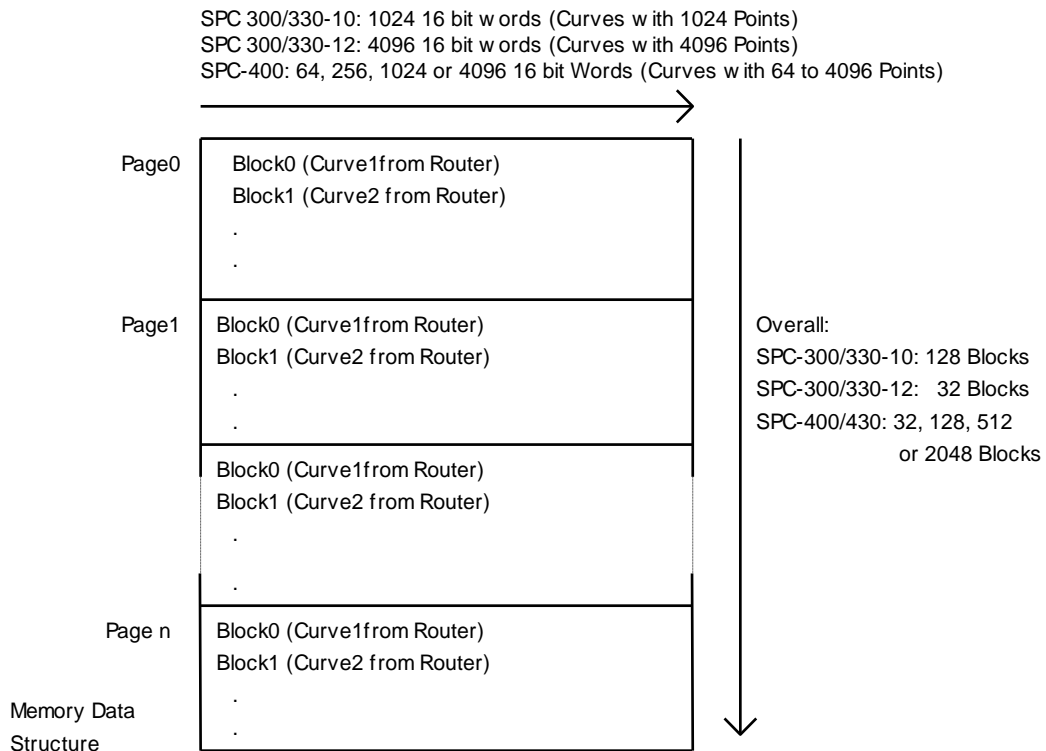 SPC 300/330-10: 1024 16 bit w ords (Curves w ith 1024 Points)
SPC 300/330-12: 4096 16 bit w ords (Curves w ith 4096 Points)
SPC-400: 64, 256, 1024 or 4096 16 bit Words (Curves w ith 64 to 4096 Points)
Page0
Block0 (Curve1from Router)
Block1 (Curve2 from Router)
.
.
Page1
Block0 (Curve1from Router)
Block1 (Curve2 from Router)
.
.
Overall:
SPC-300/330-10: 128 Blocks
SPC-300/330-12: 32 Blocks
SPC-400/430: 32, 128, 512
or 2048 Blocks
Block0 (Curve1from Router)
Block1 (Curve2 from Router)
.
.
Page n
Block0 (Curve1from Router)
Block1 (Curve2 from Router)
.
.
Memory Data
Structure